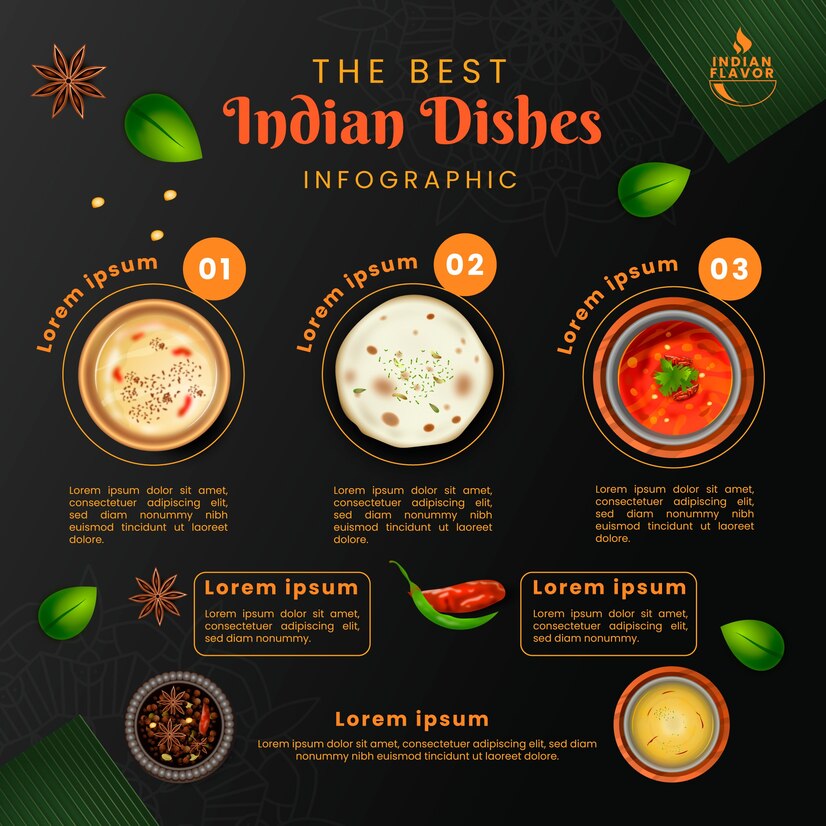 THE BEST
Indian Dishes
INFOGRAPHIC
INDIAN
FLAVOR
Lorem ipsum
01
Lorem ipsum dolor sit amet,
consectetuer adipiscing elit,
sed diam nonummy nibh
euismod tincidunt ut laoreet
dolore.
Lorem ipsum
02
Lorem ipsum dolor sit amet,
consectetuer adipiscing elit,
sed diam nonummy nibh
euismod tincidunt ut laoreet
dolore.
Lorem ipsum
03
Lorem ipsum dolor sit amet,
consectetuer adipiscing elit,
sed diam nonummy nibh
euismod tincidunt ut laoreet
dolore.
Lorem ipsum
Lorem ipsum dolor sit amet,
consectetuer adipiscing elit,
sed diam nonummy.
Lorem ipsum
Lorem ipsum dolor sit amet,
consectetuer adipiscing elit,
sed diam nonummy.
Lorem ipsum
Lorem ipsum dolor sit amet, consectetuer adipiscing elit, sed diam
nonummy nibh euismod tincidunt ut laoreet dolore.